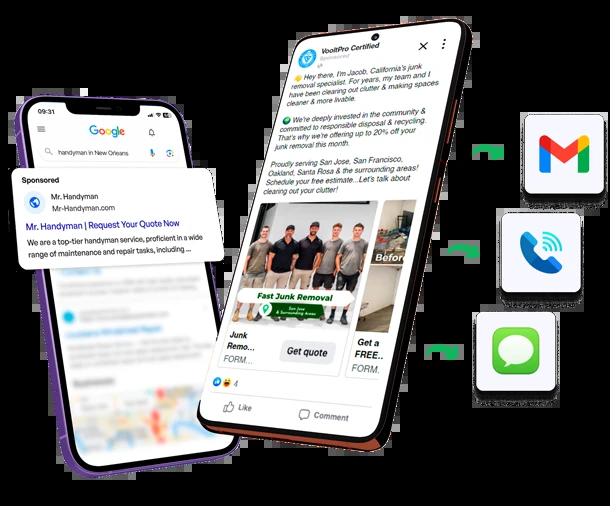 09:31
Google
handyman in New Orleans
Sponsored
Mr. Handyman
Mr-Handyman.com
Mr. Handyman | Request Your Quote Now
We are a top-tier handyman service, proficient in a wide
range of maintenance and repair tasks, including ...
VooltPro Certified
Sponsored
👋 Hey there, I'm Jacob, California's junk
removal specialist. For years, my team and I
have been clearing out clutter & making spaces
cleaner & more livable.
🌍 We're deeply invested in the community &
committed to responsible disposal & recycling.
That's why we're offering up to 20% off your
junk removal this month.
Proudly serving San Jose, San Francisco,
Oakland, Santa Rosa & the surrounding areas!
Schedule your free estimate...Let's talk about
clearing out your clutter!
Before
Fast Junk Removal
San Jose
& Surrounding Areas
Junk
Remo...
FORM...
Get quote
Get a
FREE..
FORM.
4
Like
Comment